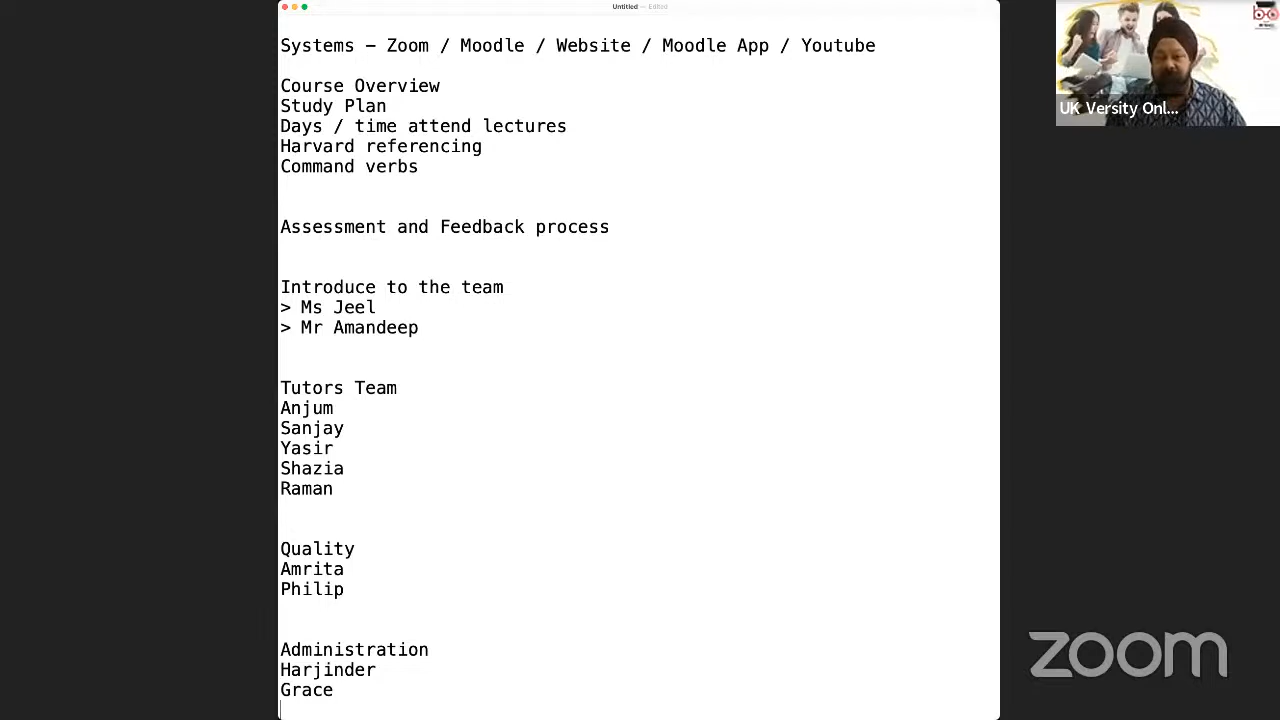 Untitled — Edited
Systems – Zoom / Moodle / Website / Moodle App / Youtube
Course Overview
Study Plan
Days / time attend lectures
Harvard referencing
Command verbs
Assessment and Feedback process
Introduce to the team
> Ms Jeel
> Mr Amandeep
Tutors Team
Anjum
Sanjay
Yasir
Shazia
Raman
Quality
Amrita
Philip
Administration
Harjinder
Grace
UK Versity Onl...
zoom